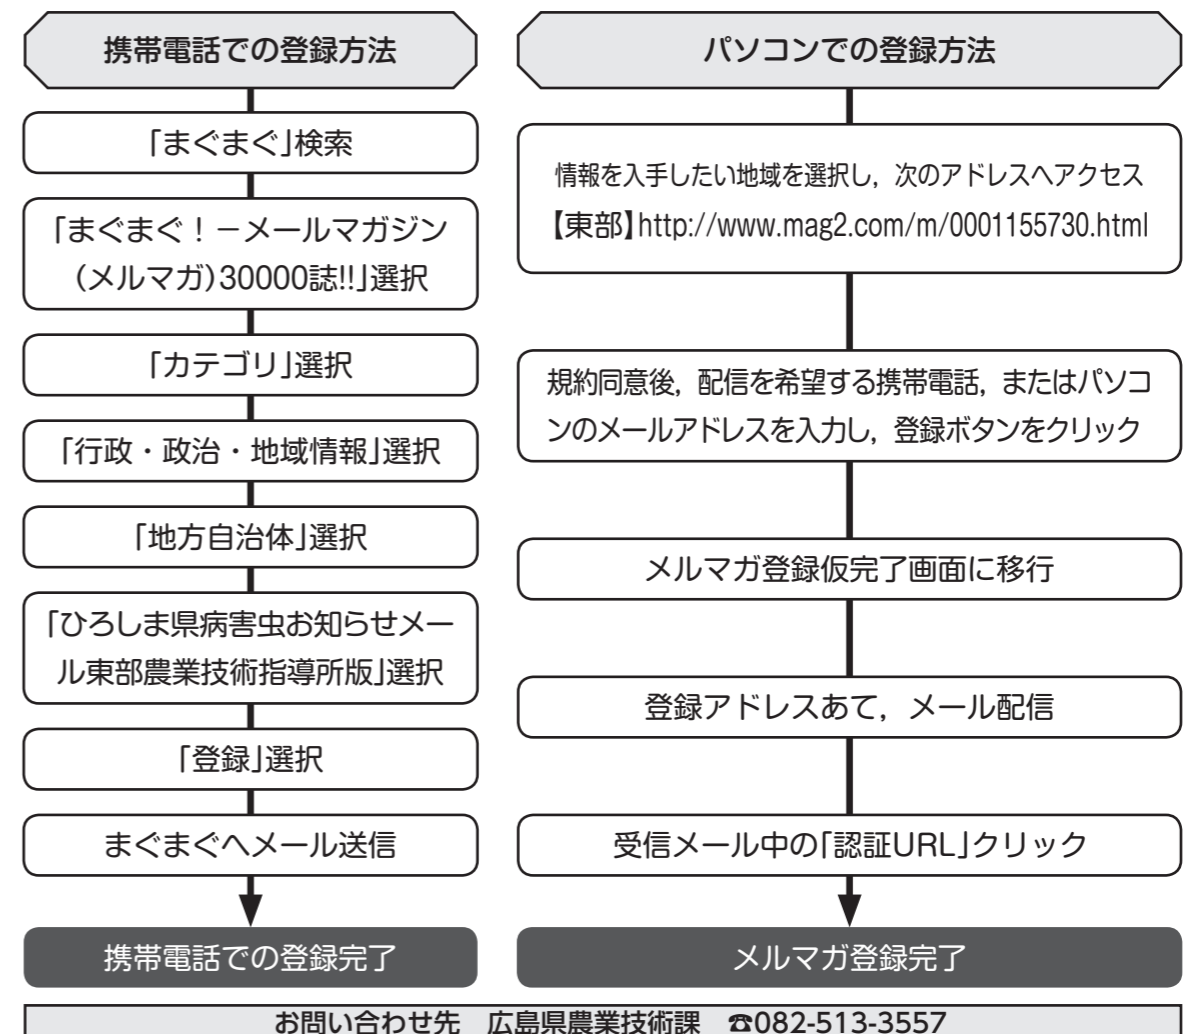 携帯電話での登録方法
「まぐまぐ」検索
「まぐまぐ！－メールマガジン
(メルマガ)30000誌!!」選択
「カテゴリ」選択
「行政・政治・地域情報」選択
「地方自治体」選択
「ひろしま県病害虫お知らせメー
ル東部農業技術指導所版」選択
「登録」選択
まぐまぐへメール送信
携帯電話での登録完了
パソコンでの登録方法
情報を入手したい地域を選択し，次のアドレスへアクセス
【東部】http://www.mag2.com/m/0001155730.html
規約同意後，配信を希望する携帯電話，またはパソコ
ンのメールアドレスを入力し，登録ボタンをクリック
メルマガ登録仮完了画面に移行
登録アドレスあて，メール配信
受信メール中の「認証URL」クリック
メルマガ登録完了
お問い合わせ先　広島県農業技術課　☎082-513-3557